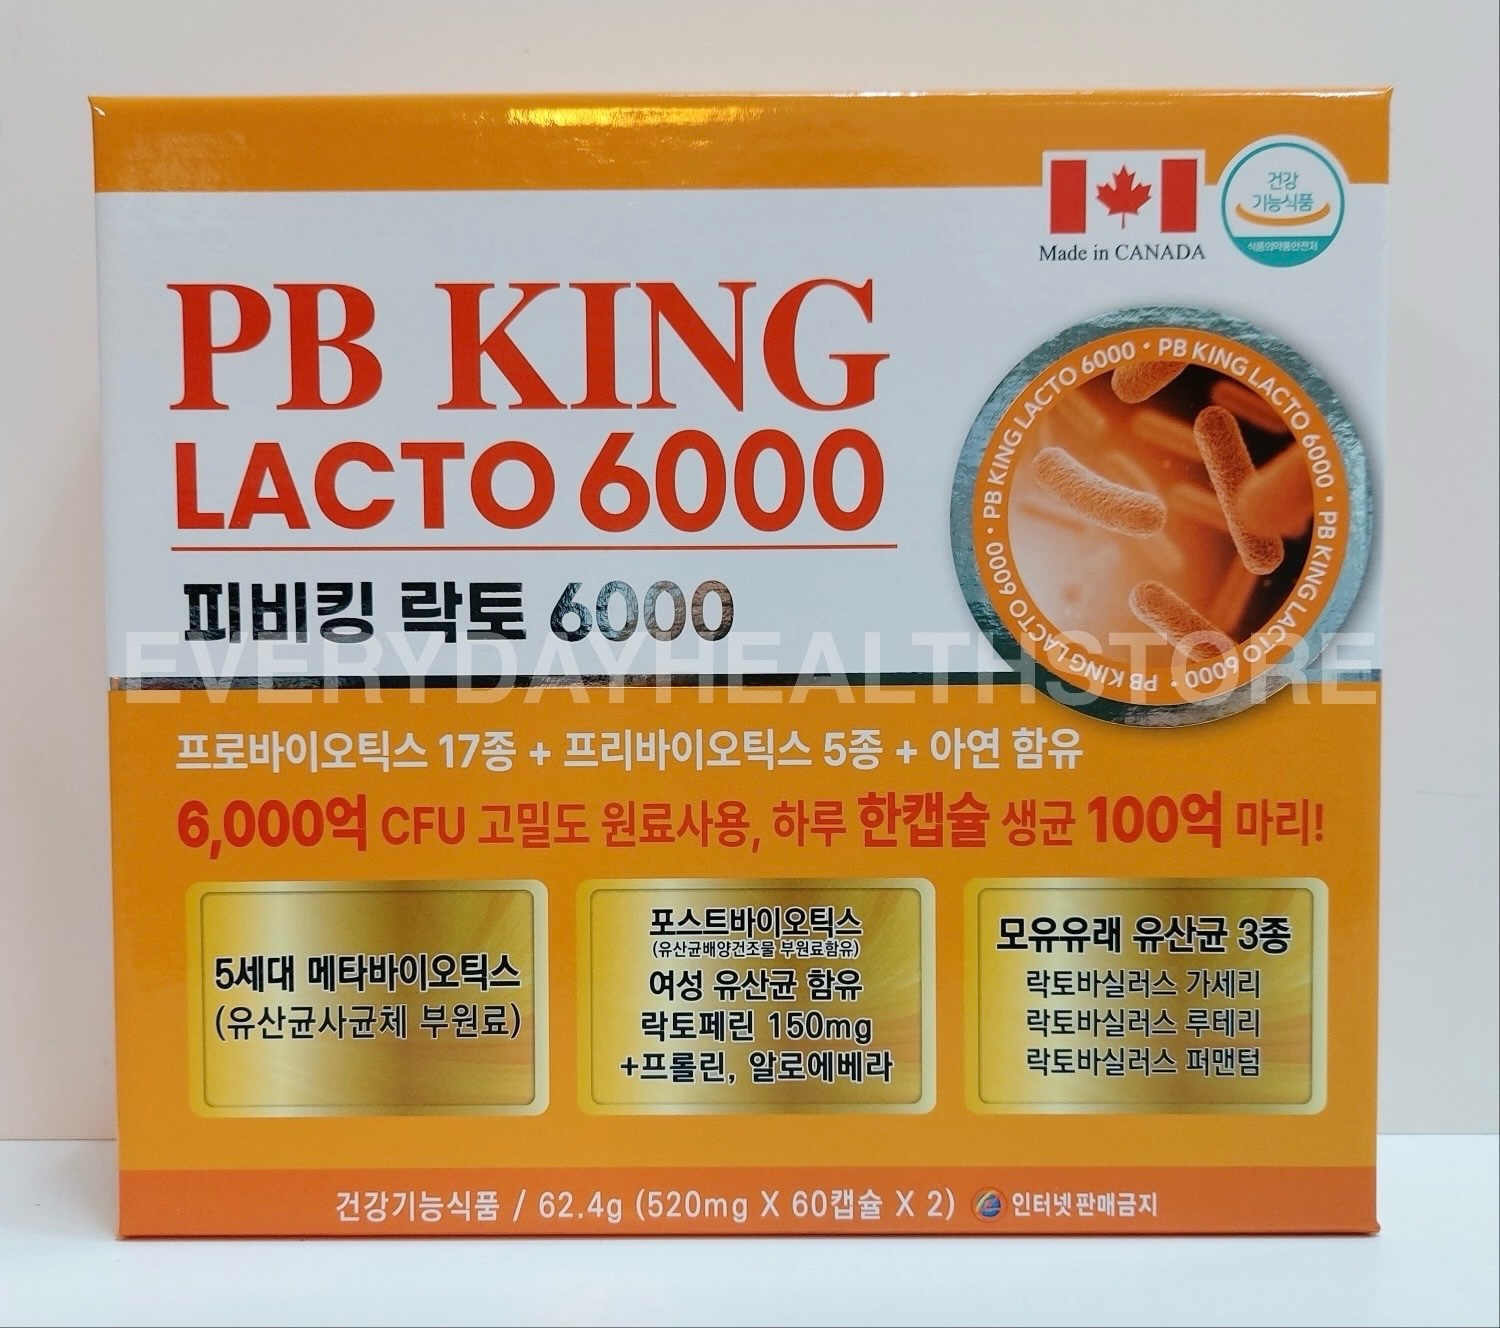 Made in CANADA
건강
기능식품
식품의약품안전처
PB KING
LACTO 6000
피비킹 락토 6000
PB KING LACTO 6000 · PB KING LACTO 6000 · PB KING LACTO 6000 · PB KING LACTO 6000 ·
EVERYDAYHEALTHSTORE
프로바이오틱스 17종 + 프리바이오틱스 5종 + 아연 함유
6,000억 CFU 고밀도 원료사용, 하루 한캡슐 생균 100억 마리!
5세대 메타바이오틱스
(유산균사균체 부원료)
포스트바이오틱스
(유산균배양건조물 부원료함유)
여성 유산균 함유
락토페린 150mg
+프롤린, 알로에베라
모유유래 유산균 3종
락토바실러스 가세리
락토바실러스 루테리
락토바실러스 퍼맨텀
건강기능식품 / 62.4g (520mg X 60캡슐 X 2) 인터넷판매금지